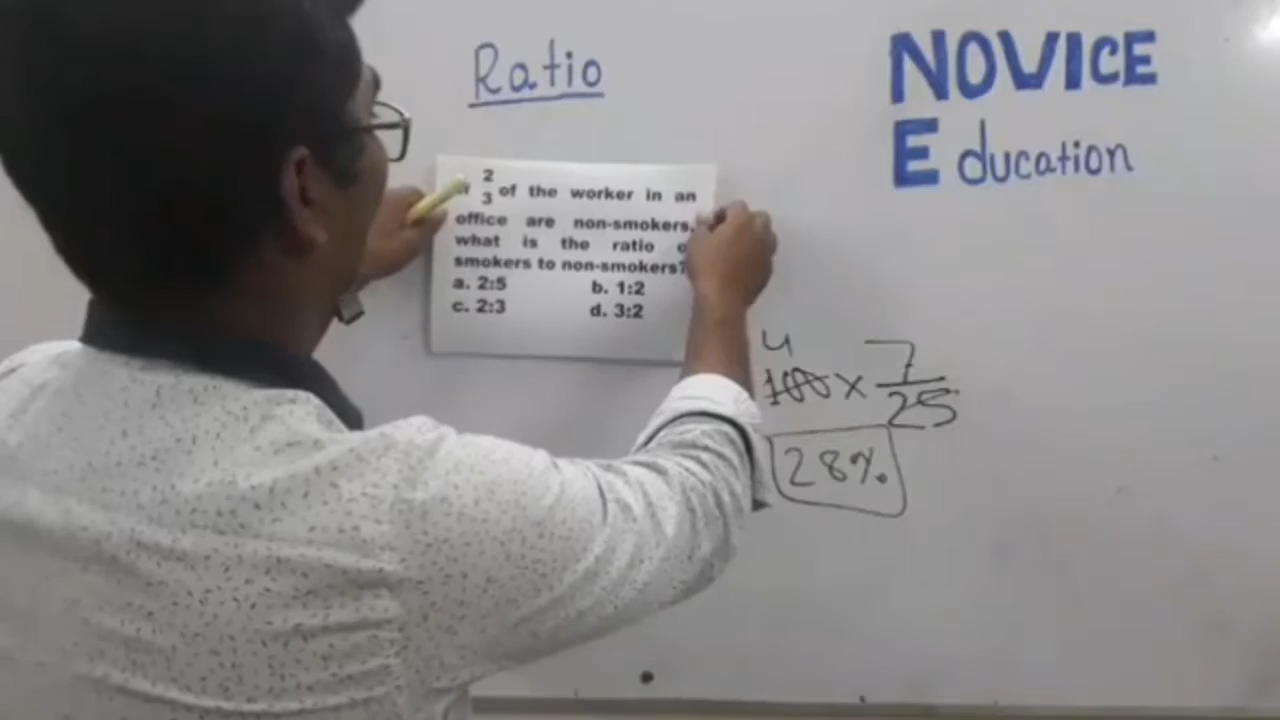 Ratio
NOVICE
Education
2
3 of the worker in an
office are non-smokers,
what is the ratio
smokers to non-smokers?
a. 2:5 b. 1:2
c. 2:3 d. 3:2
4
100 x 7
25
28%